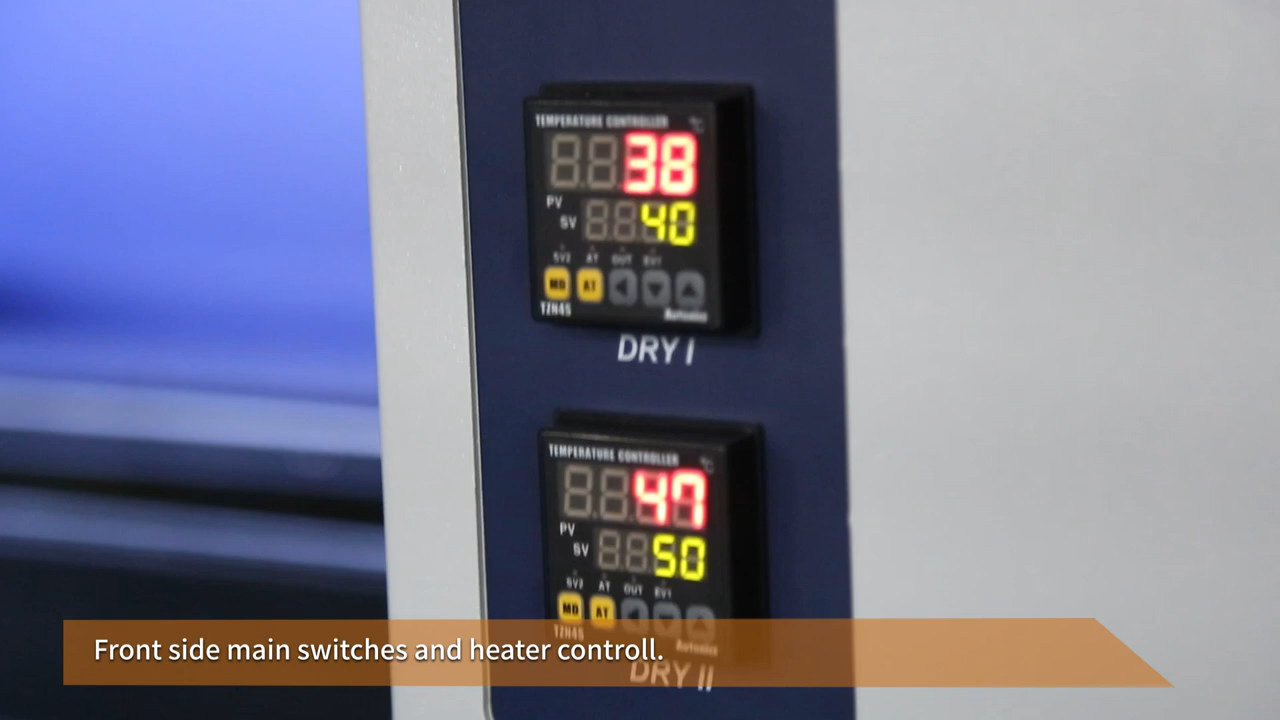 TEMPERATURE CONTROLLER °C
38
PV
SV 40
SV2 AT OUT EV1
MD AT
TZN4S
Autonics
DRY I
TEMPERATURE CONTROLLER °C
47
PV
SV 50
SV2 AT OUT EV1
MD AT
TZN4S
Autonics
Front side main switches and heater controll.
DRY II